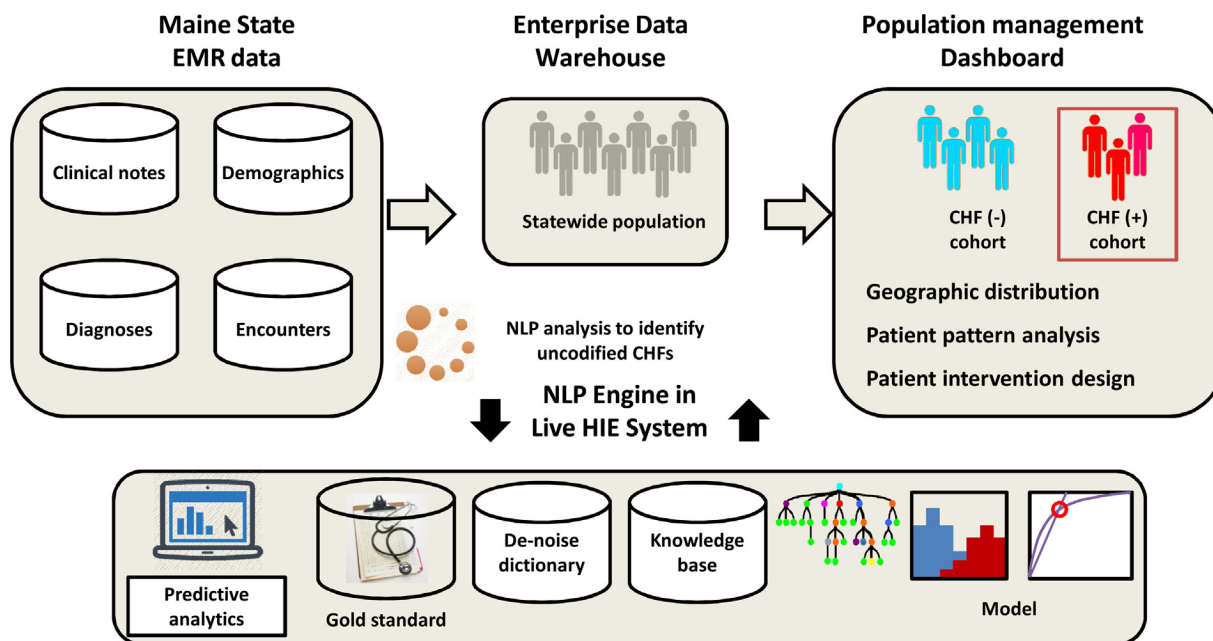 Maine State
EMR data
Enterprise Data
Warehouse
Population management
Dashboard
Clinical notes
Demographics
Diagnoses
Encounters
Statewide population
CHF (-)
cohort
CHF (+)
cohort
Geographic distribution
Patient pattern analysis
Patient intervention design
NLP analysis to identify
uncodified CHFs
NLP Engine in
Live HIE System
Predictive
analytics
Gold standard
De-noise
dictionary
Knowledge
base
Model